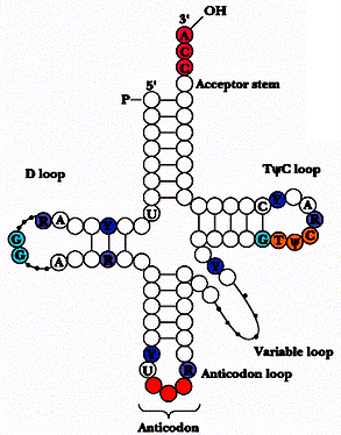 3' OH
A
C
C
5'
P
Acceptor stem
D loop
TψC loop
R A Y U
C Y A
R
C
G T ψ
G
G
A R
Y
Variable loop
Y
U R
Anticodon loop
Anticodon